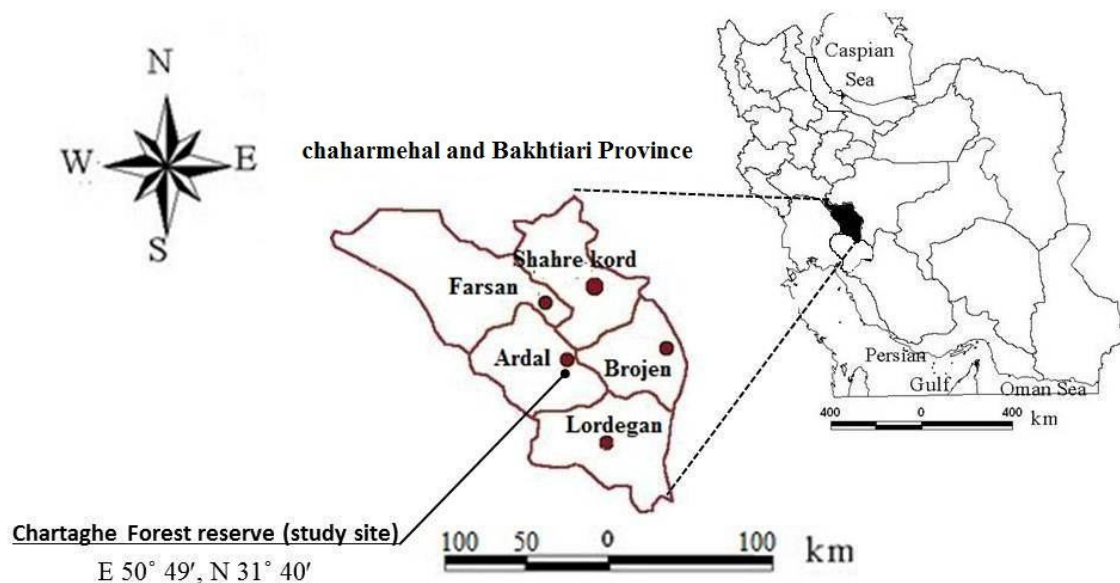 N
W E
S
chaharmehal and Bakhtiari Province
Caspian
Sea
Shahre kord
Farsan
Ardal
Brojen
Lordegan
Persian
Gulf
Oman Sea
400 0 400
km
Chartaghe Forest reserve (study site)
E 50° 49′, N 31° 40′
100 50 0 100
km